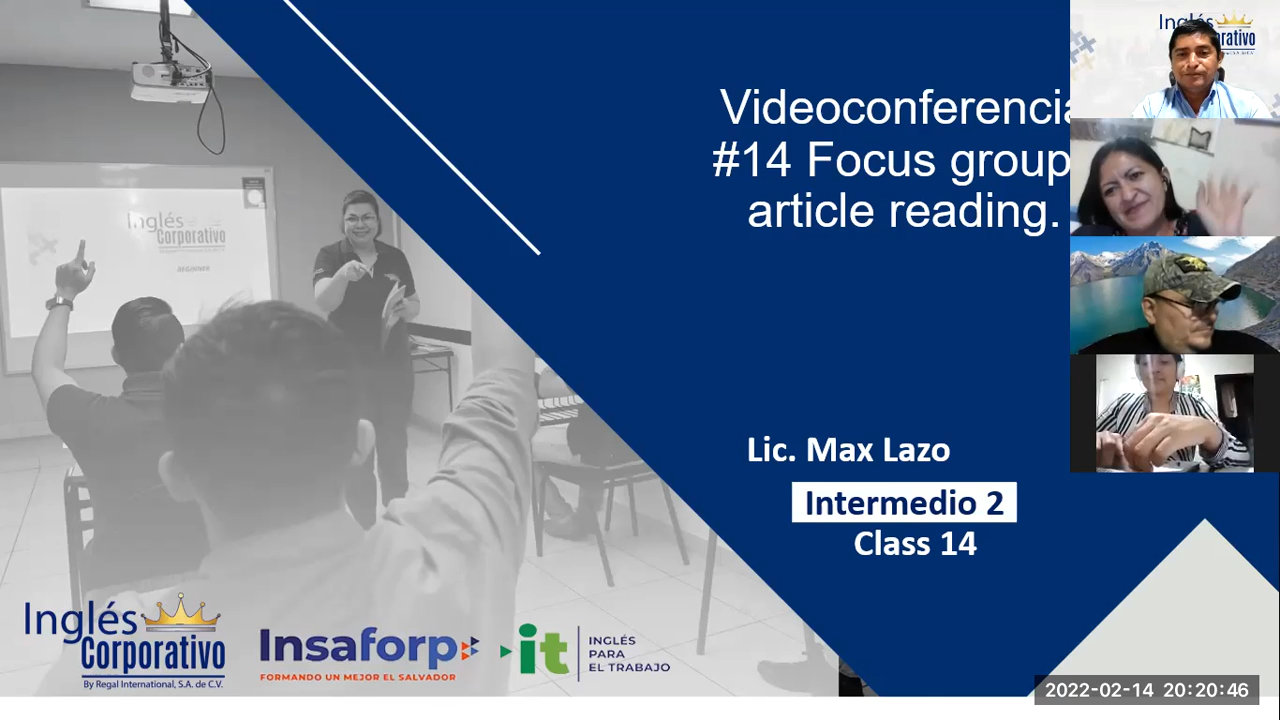 Videoconferencia
#14 Focus group
article reading.
Lic. Max Lazo
Intermedio 2
Class 14
Inglés
Corporativo
Inglés
Corporativo
By Regal International, S.A. de C.V.
Insaforp
FORMANDO UN MEJOR EL SALVADOR
it
INGLÉS
PARA
EL TRABAJO
2022-02-14 20:20:46